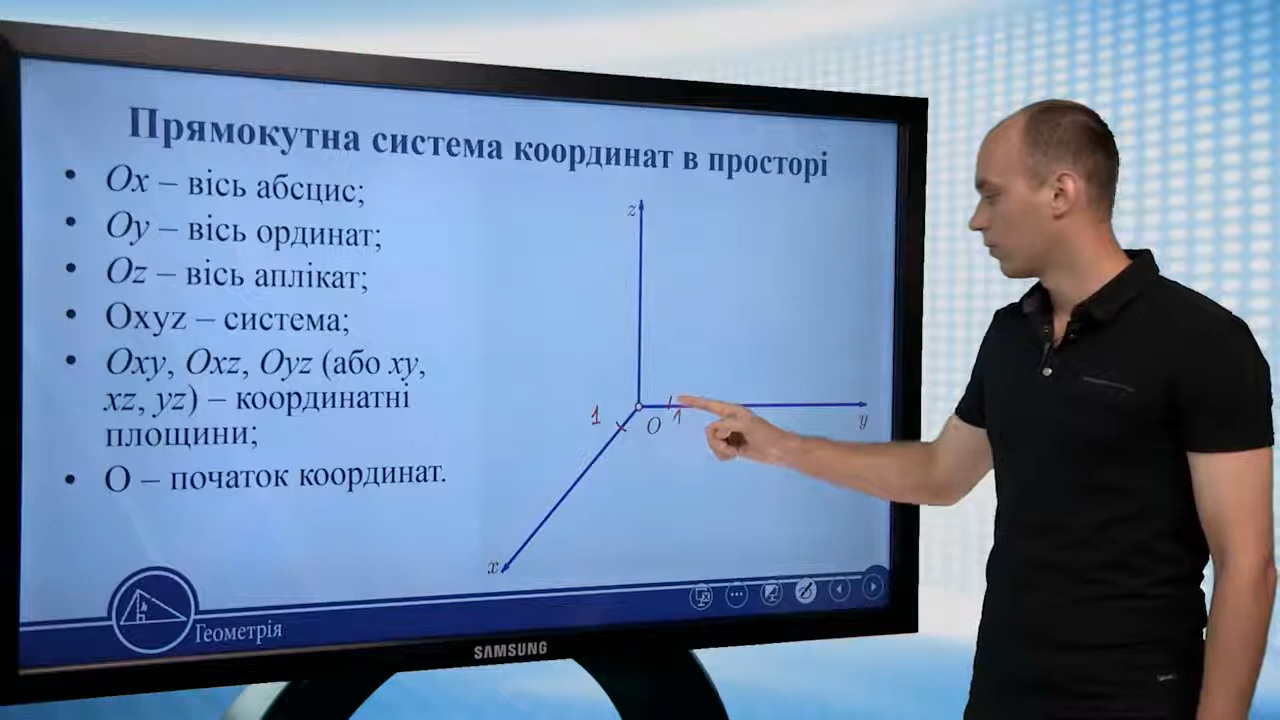 Прямокутна система координат в просторі
• Ox – вісь абсцис;
• Oy – вісь ординат;
• Oz – вісь аплікат;
• Oxyz – система;
• Oxy, Oxz, Oyz (або xy,
xz, yz) – координатні
площини;
• O – початок координат.
z
1
1
O
y
x
h
Геометрія
SAMSUNG